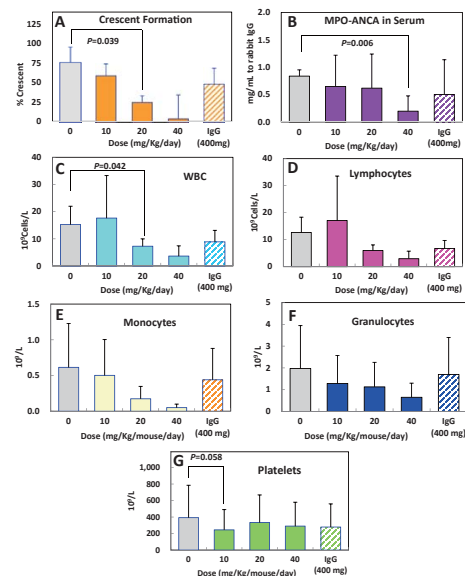 A
Crescent Formation
P=0.039
% Crescent
100
75
50
25
0
0 10 20 40 IgG
(400mg)
Dose (mg/Kg/day)
B
MPO-ANCA in Serum
P=0.006
mg/mL to rabbit IgG
2.0
1.5
1.0
0.5
0.0
0 10 20 40 IgG
(400mg)
Dose (mg/Kg/day)
C
WBC
P=0.042
10⁹Cells/L
40
30
20
10
0
0 10 20 40 IgG
(400 mg)
Dose (mg/Kg/day)
D
Lymphocytes
10⁹Cells/L
40
30
20
10
0
0 10 20 40 IgG
(400 mg)
Dose (mg/Kg/day)
E
Monocytes
10⁹/L
1.5
1.0
0.5
0.0
0 10 20 40 IgG
(400 mg)
Dose (mg/Kg/mouse/day)
F
Granulocytes
10⁹/L
5
4
3
2
1
0
0 10 20 40 IgG
(400 mg)
Dose (mg/Kg/mouse/day)
G
Platelets
P=0.058
10⁹/L
1,000
800
600
400
200
0
0 10 20 40 IgG
(400 mg)
Dose (mg/Kg/mouse/day)